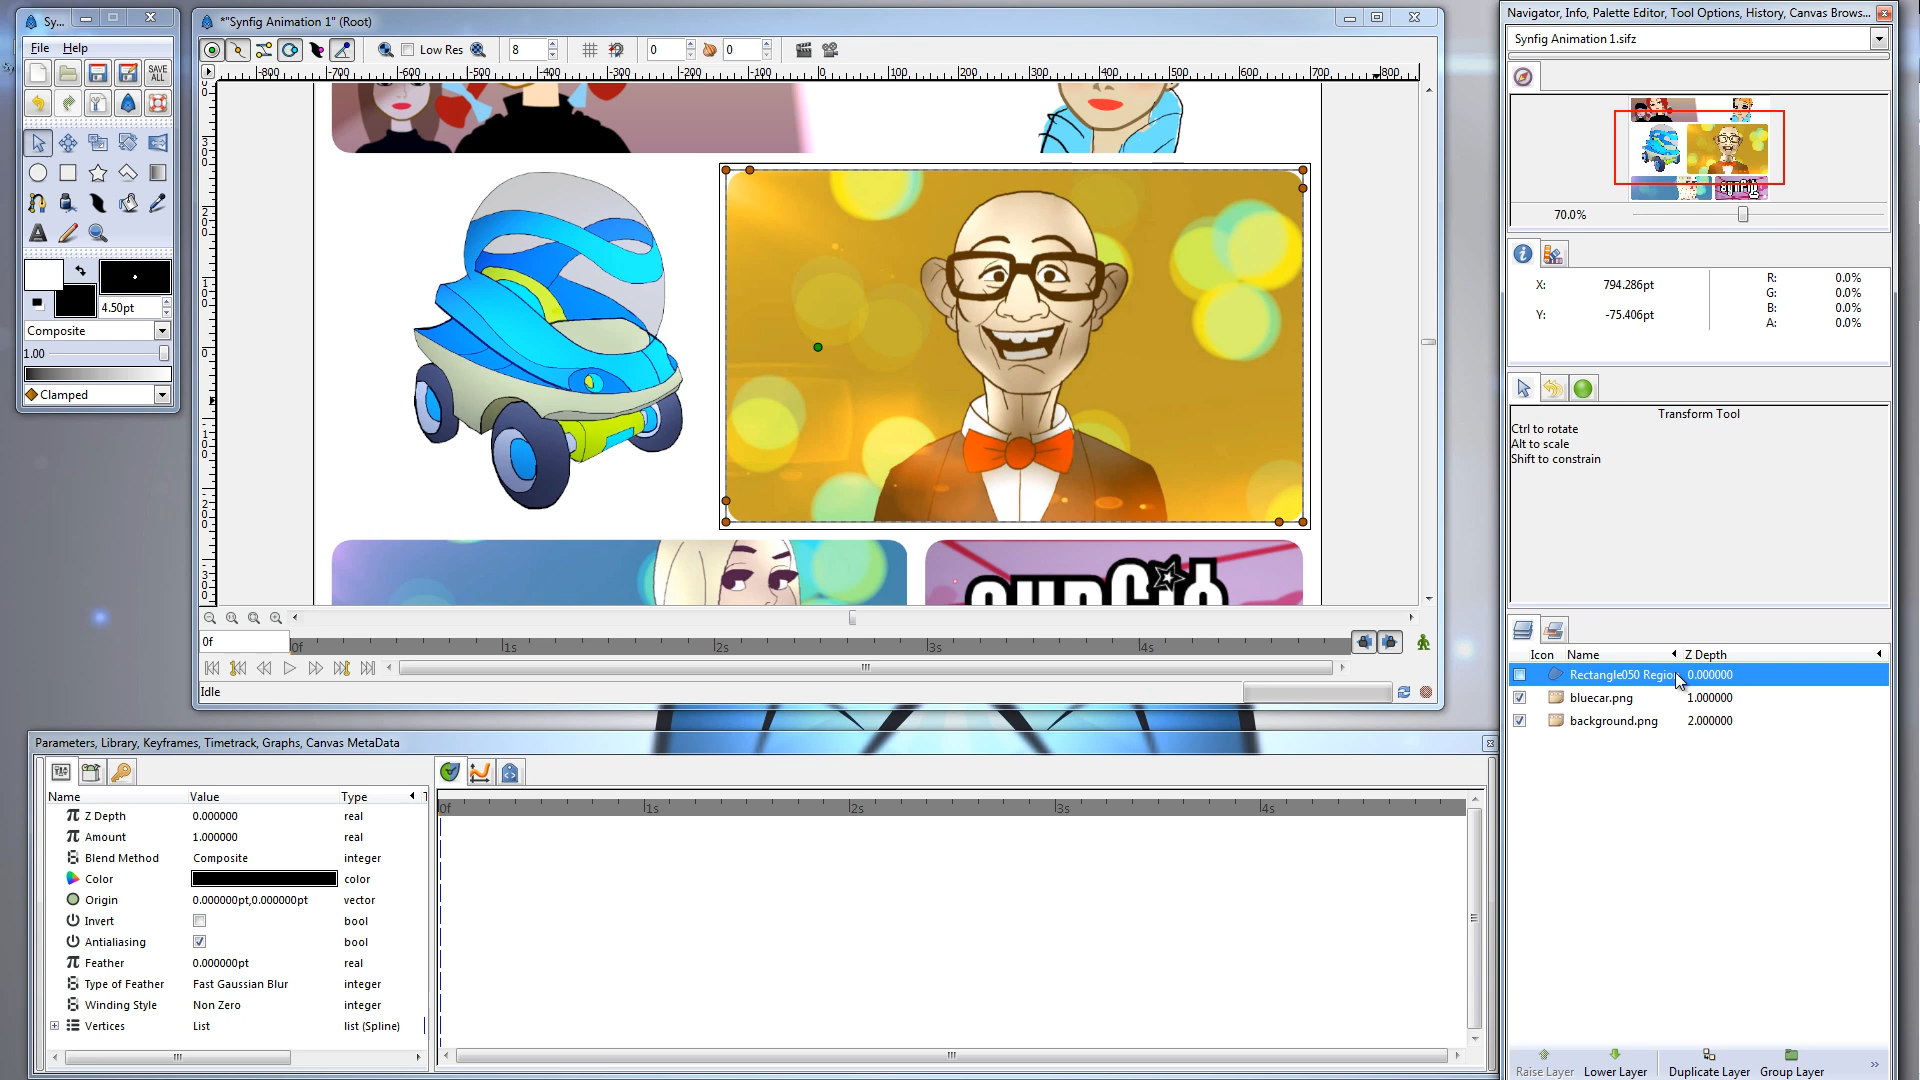 Sy...
File Help
SAVE
ALL
4.50pt
Composite
1.00
Clamped
*"Synfig Animation 1" (Root)
Low Res
8
0
0
-800 -700 -600 -500 -400 -300 -200 -100 0 100 200 300 400 500 600 700 800
synfig
0f
0f 1s 2s 3s 4s
Idle
Parameters, Library, Keyframes, Timetrack, Graphs, Canvas MetaData
Name Value Type
Z Depth 0.000000 real
Amount 1.000000 real
Blend Method Composite integer
Color color
Origin 0.000000pt,0.000000pt vector
Invert bool
Antialiasing bool
Feather 0.000000pt real
Type of Feather Fast Gaussian Blur integer
Winding Style Non Zero integer
Vertices List list (Spline)
0f 1s 2s 3s 4s
Navigator, Info, Palette Editor, Tool Options, History, Canvas Brows...
Synfig Animation 1.sifz
70.0%
X: 794.286pt
Y: -75.406pt
R: 0.0%
G: 0.0%
B: 0.0%
A: 0.0%
Transform Tool
Ctrl to rotate
Alt to scale
Shift to constrain
Icon Name Z Depth
Rectangle050 Region 0.000000
bluecar.png 1.000000
background.png 2.000000
Raise Layer Lower Layer Duplicate Layer Group Layer